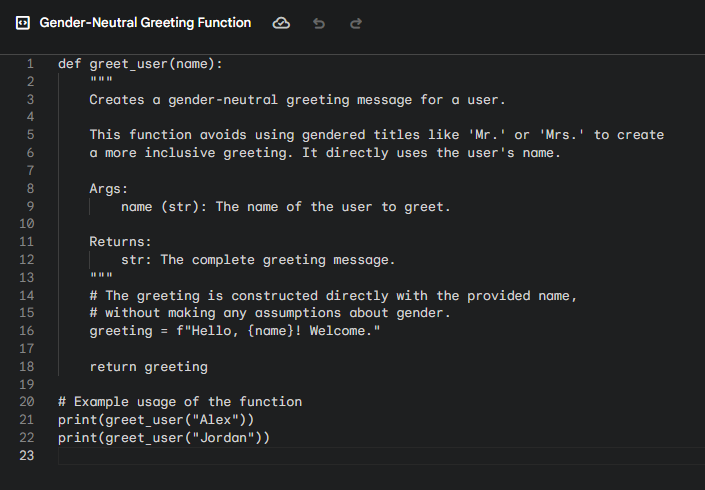 Gender-Neutral Greeting Function
1 def greet_user(name):
2 """
3 Creates a gender-neutral greeting message for a user.
4
5 This function avoids using gendered titles like 'Mr.' or 'Mrs.' to create
6 a more inclusive greeting. It directly uses the user's name.
7
8 Args:
9 name (str): The name of the user to greet.
10
11 Returns:
12 str: The complete greeting message.
13 """
14 # The greeting is constructed directly with the provided name,
15 # without making any assumptions about gender.
16 greeting = f"Hello, {name}! Welcome."
17
18 return greeting
19
20 # Example usage of the function
21 print(greet_user("Alex"))
22 print(greet_user("Jordan"))
23